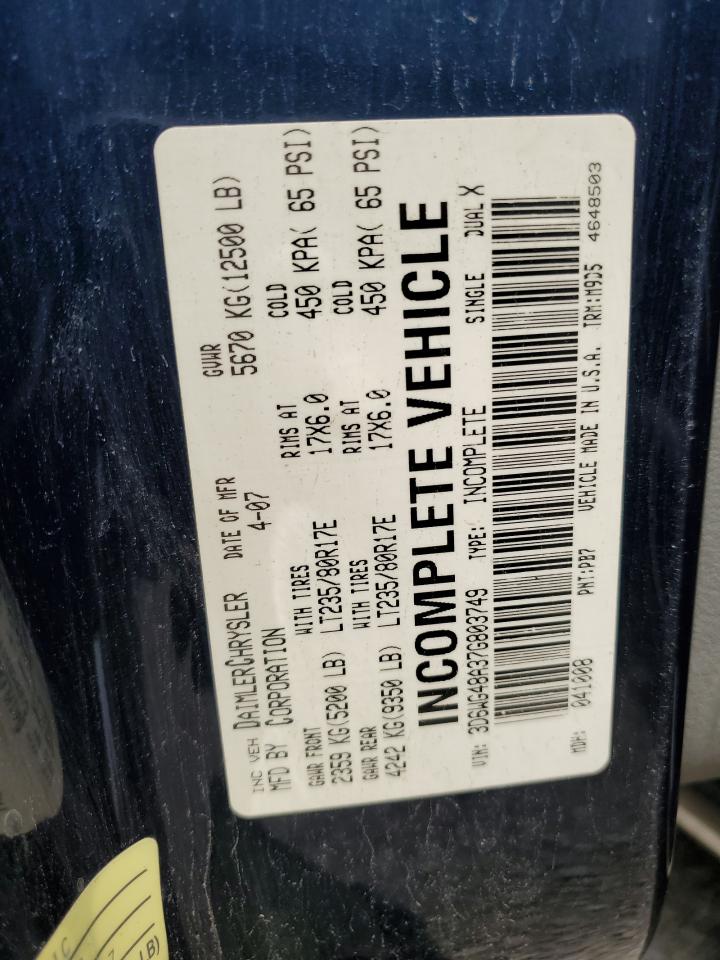 INC VEH DAIMLERCHRYSLER DATE OF MFR GVWR
MFD BY CORPORATION 4-07 5670 KG(12500 LB)
GAWR FRONT WITH TIRES RIMS AT COLD
2359 KG(5200 LB) LT235/80R17E 17X6.0 450 KPA( 65 PSI)
GAWR REAR WITH TIRES RIMS AT COLD
4242 KG(9350 LB) LT235/80R17E 17X6.0 450 KPA( 65 PSI)
INCOMPLETE VEHICLE
VIN: 3D6WG48A37G803749 TYPE: INCOMPLETE SINGLE DUAL X
MDH: 041008 PNT:PB7 VEHICLE MADE IN U.S.A. TRM:M9D5 4648503
LB)